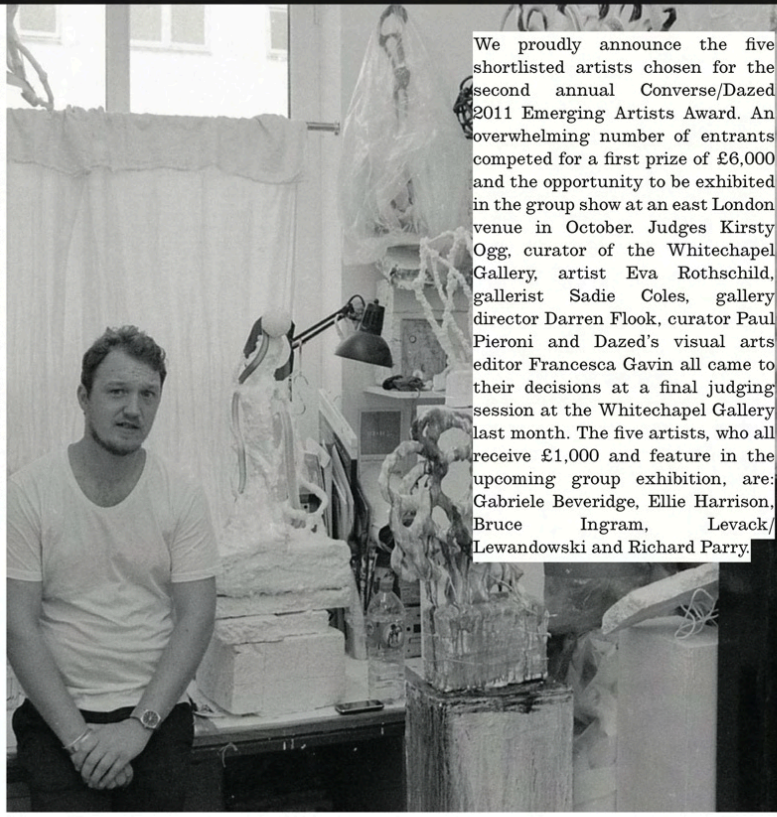 We proudly announce the five
shortlisted artists chosen for the
second annual Converse/Dazed
2011 Emerging Artists Award. An
overwhelming number of entrants
competed for a first prize of £6,000
and the opportunity to be exhibited
in the group show at an east London
venue in October. Judges Kirsty
Ogg, curator of the Whitechapel
Gallery, artist Eva Rothschild,
gallerist Sadie Coles, gallery
director Darren Flook, curator Paul
Pieroni and Dazed's visual arts
editor Francesca Gavin all came to
their decisions at a final judging
session at the Whitechapel Gallery
last month. The five artists, who all
receive £1,000 and feature in the
upcoming group exhibition, are:
Gabriele Beveridge, Ellie Harrison,
Bruce Ingram, Levack/
Lewandowski and Richard Parry.